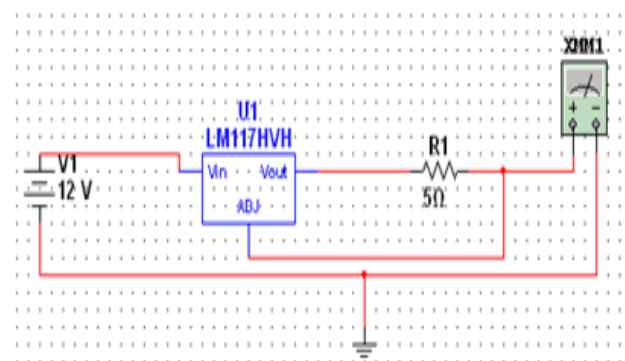 XMM1
+ -
U1
LM117HVH
Vin Vout
ADJ
V1
12 V
R1
5Ω